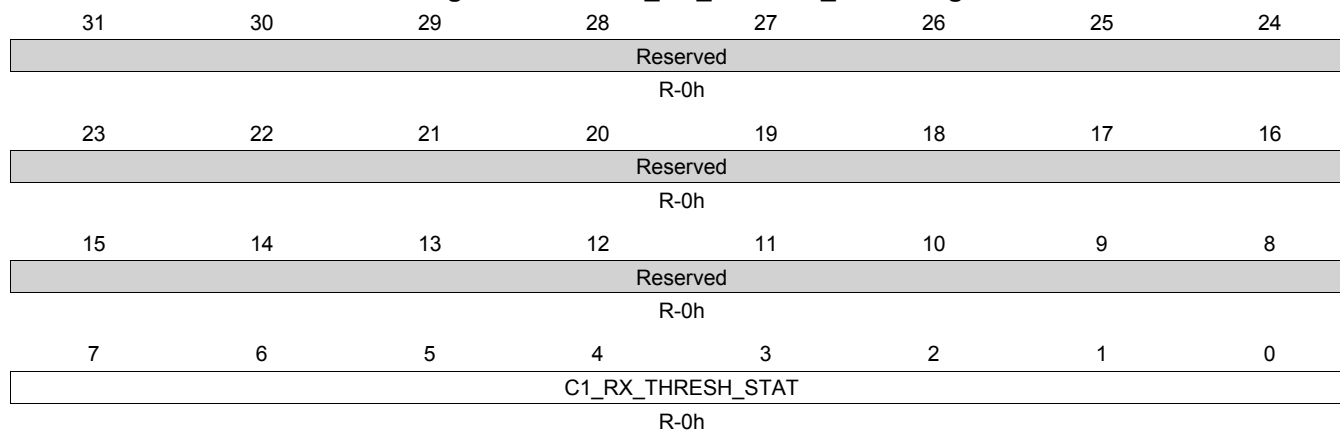 31 30 29 28 27 26 25 24
Reserved
R-0h
23 22 21 20 19 18 17 16
Reserved
R-0h
15 14 13 12 11 10 9 8
Reserved
R-0h
7 6 5 4 3 2 1 0
C1_RX_THRESH_STAT
R-0h